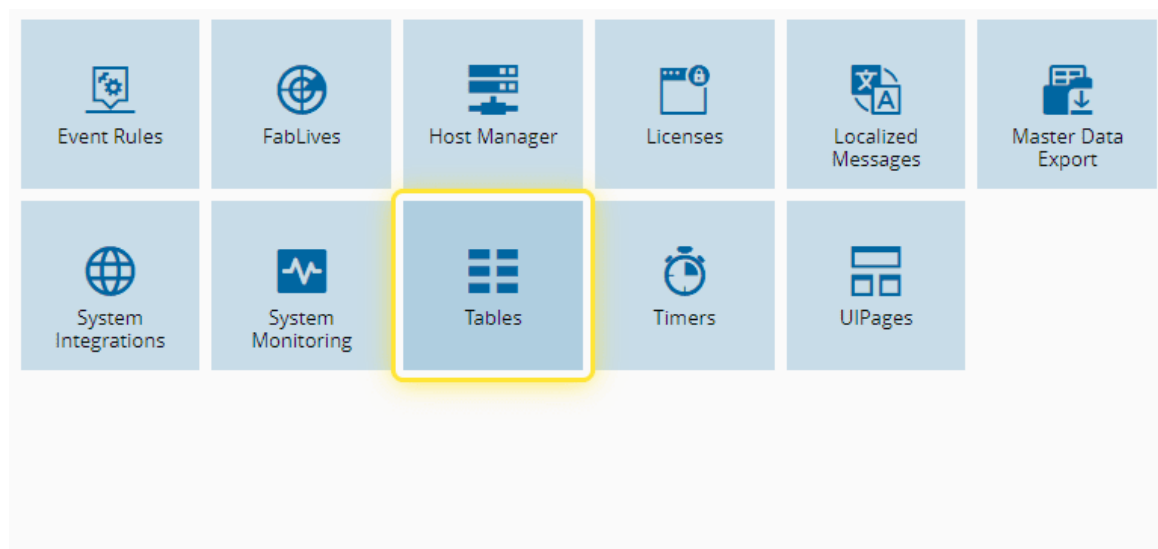 Event Rules
FabLives
Host Manager
Licenses
Localized
Messages
Master Data
Export
System
Integrations
System
Monitoring
Tables
Timers
UIPages